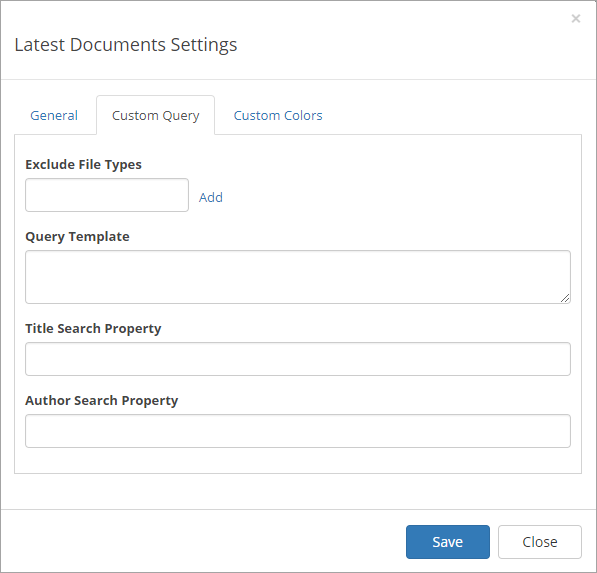 ×
Latest Documents Settings
General Custom Query Custom Colors
Exclude File Types
Add
Query Template
Title Search Property
Author Search Property
Save Close